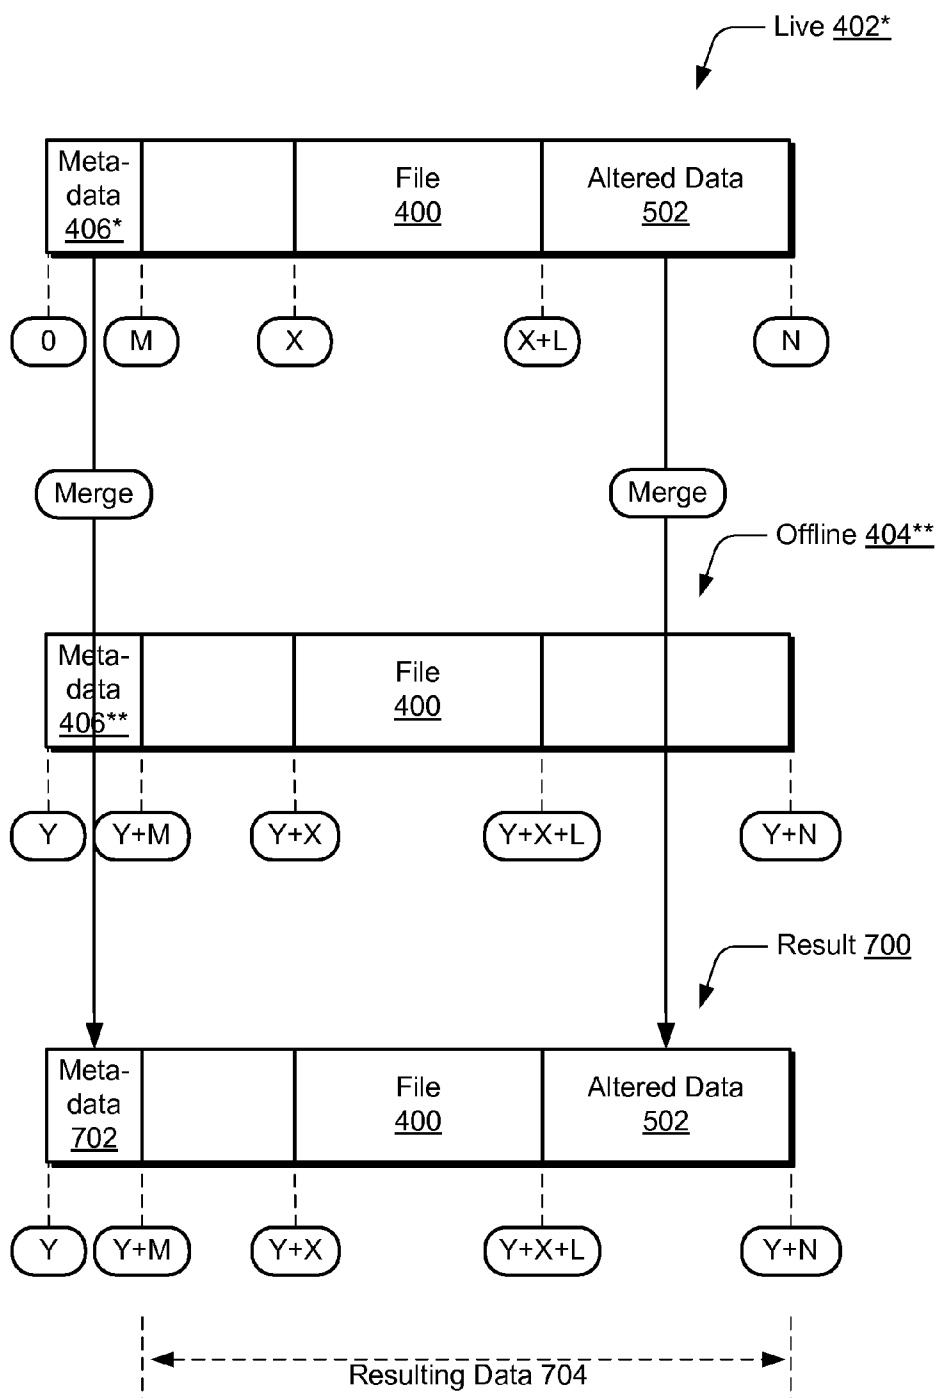 Live 402*
Meta-
data
406*
File
400
Altered Data
502
0
M
X
X+L
N
Merge
Merge
Offline 404**
Meta-
data
406**
File
400
Y
Y+M
Y+X
Y+X+L
Y+N
Result 700
Meta-
data
702
File
400
Altered Data
502
Y
Y+M
Y+X
Y+X+L
Y+N
Resulting Data 704